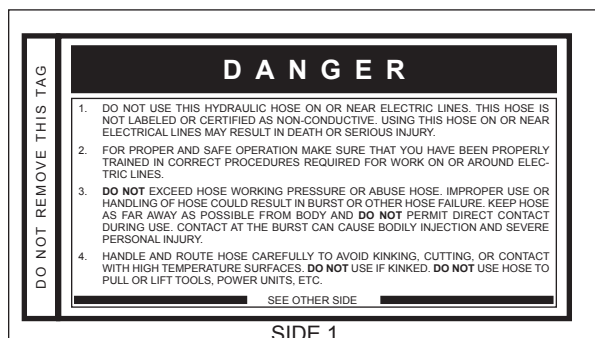 DO NOT REMOVE THIS TAG
DANGER
1. DO NOT USE THIS HYDRAULIC HOSE ON OR NEAR ELECTRIC LINES. THIS HOSE IS
NOT LABELED OR CERTIFIED AS NON-CONDUCTIVE. USING THIS HOSE ON OR NEAR
ELECTRICAL LINES MAY RESULT IN DEATH OR SERIOUS INJURY.
2. FOR PROPER AND SAFE OPERATION MAKE SURE THAT YOU HAVE BEEN PROPERLY
TRAINED IN CORRECT PROCEDURES REQUIRED FOR WORK ON OR AROUND ELEC-
TRIC LINES.
3. DO NOT EXCEED HOSE WORKING PRESSURE OR ABUSE HOSE. IMPROPER USE OR
HANDLING OF HOSE COULD RESULT IN BURST OR OTHER HOSE FAILURE. KEEP HOSE
AS FAR AWAY AS POSSIBLE FROM BODY AND DO NOT PERMIT DIRECT CONTACT
DURING USE. CONTACT AT THE BURST CAN CAUSE BODILY INJECTION AND SEVERE
PERSONAL INJURY.
4. HANDLE AND ROUTE HOSE CAREFULLY TO AVOID KINKING, CUTTING, OR CONTACT
WITH HIGH TEMPERATURE SURFACES. DO NOT USE IF KINKED. DO NOT USE HOSE TO
PULL OR LIFT TOOLS, POWER UNITS, ETC.
SEE OTHER SIDE
SIDE 1